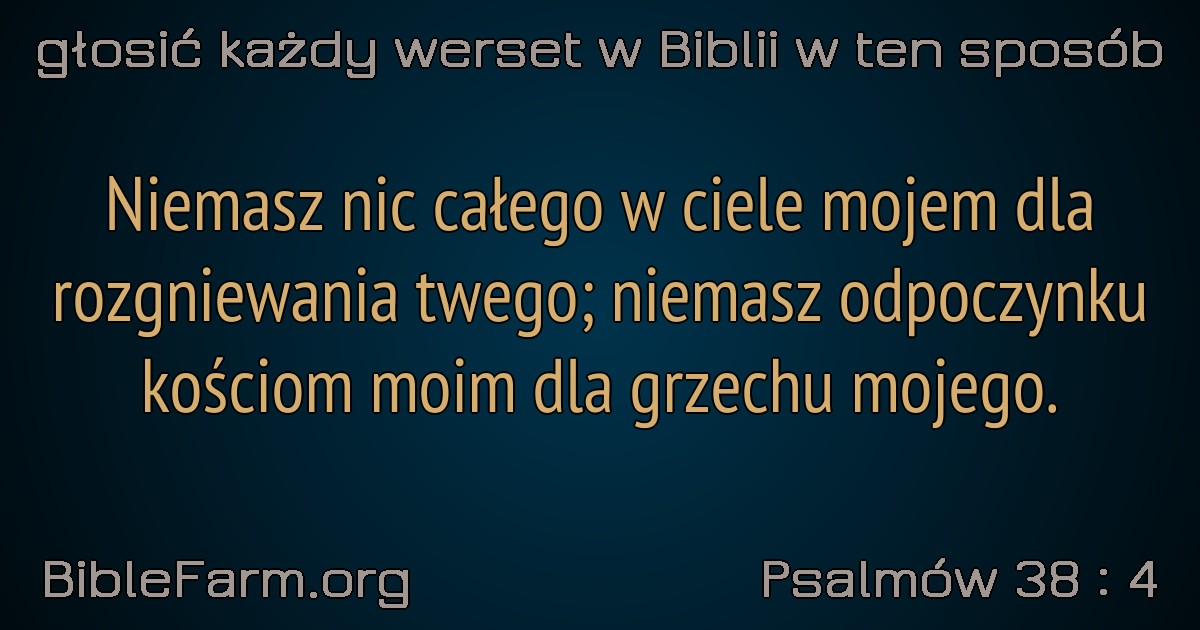 głosić każdy werset w Biblii w ten sposób
Niemasz nic całego w ciele mojem dla
rozgniewania twego; niemasz odpoczynku
kościom moim dla grzechu mojego.
BibleFarm.org
Psalmów 38 : 4